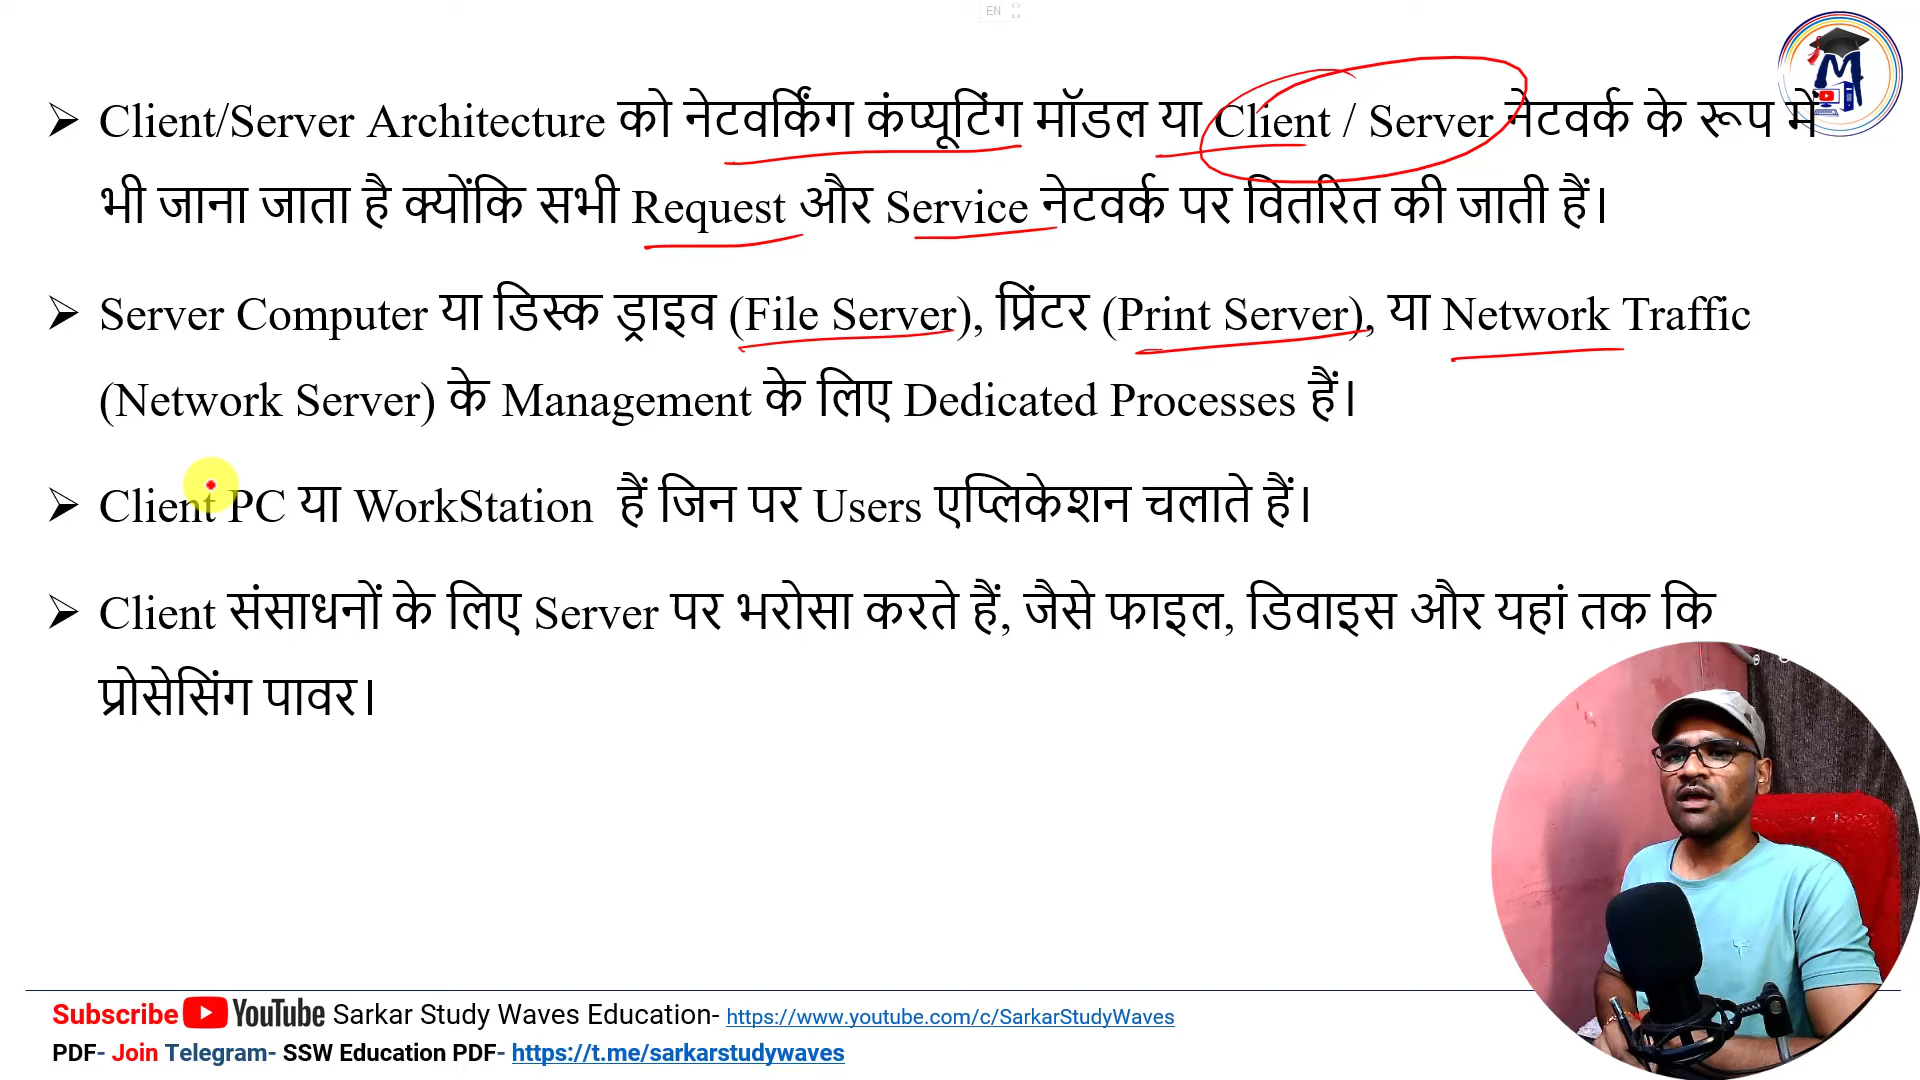 EN
Client/Server Architecture को नेटवर्किंग कंप्यूटिंग मॉडल या Client / Server नेटवर्क के रूप में
भी जाना जाता है क्योंकि सभी Request और Service नेटवर्क पर वितरित की जाती हैं।
Server Computer या डिस्क ड्राइव (File Server), प्रिंटर (Print Server), या Network Traffic
(Network Server) के Management के लिए Dedicated Processes हैं।
Client PC या WorkStation हैं जिन पर Users एप्लिकेशन चलाते हैं।
Client संसाधनों के लिए Server पर भरोसा करते हैं, जैसे फाइल, डिवाइस और यहां तक कि
प्रोसेसिंग पावर।
Subscribe YouTube Sarkar Study Waves Education- https://www.youtube.com/c/SarkarStudyWaves
PDF- Join Telegram- SSW Education PDF- https://t.me/sarkarstudywaves